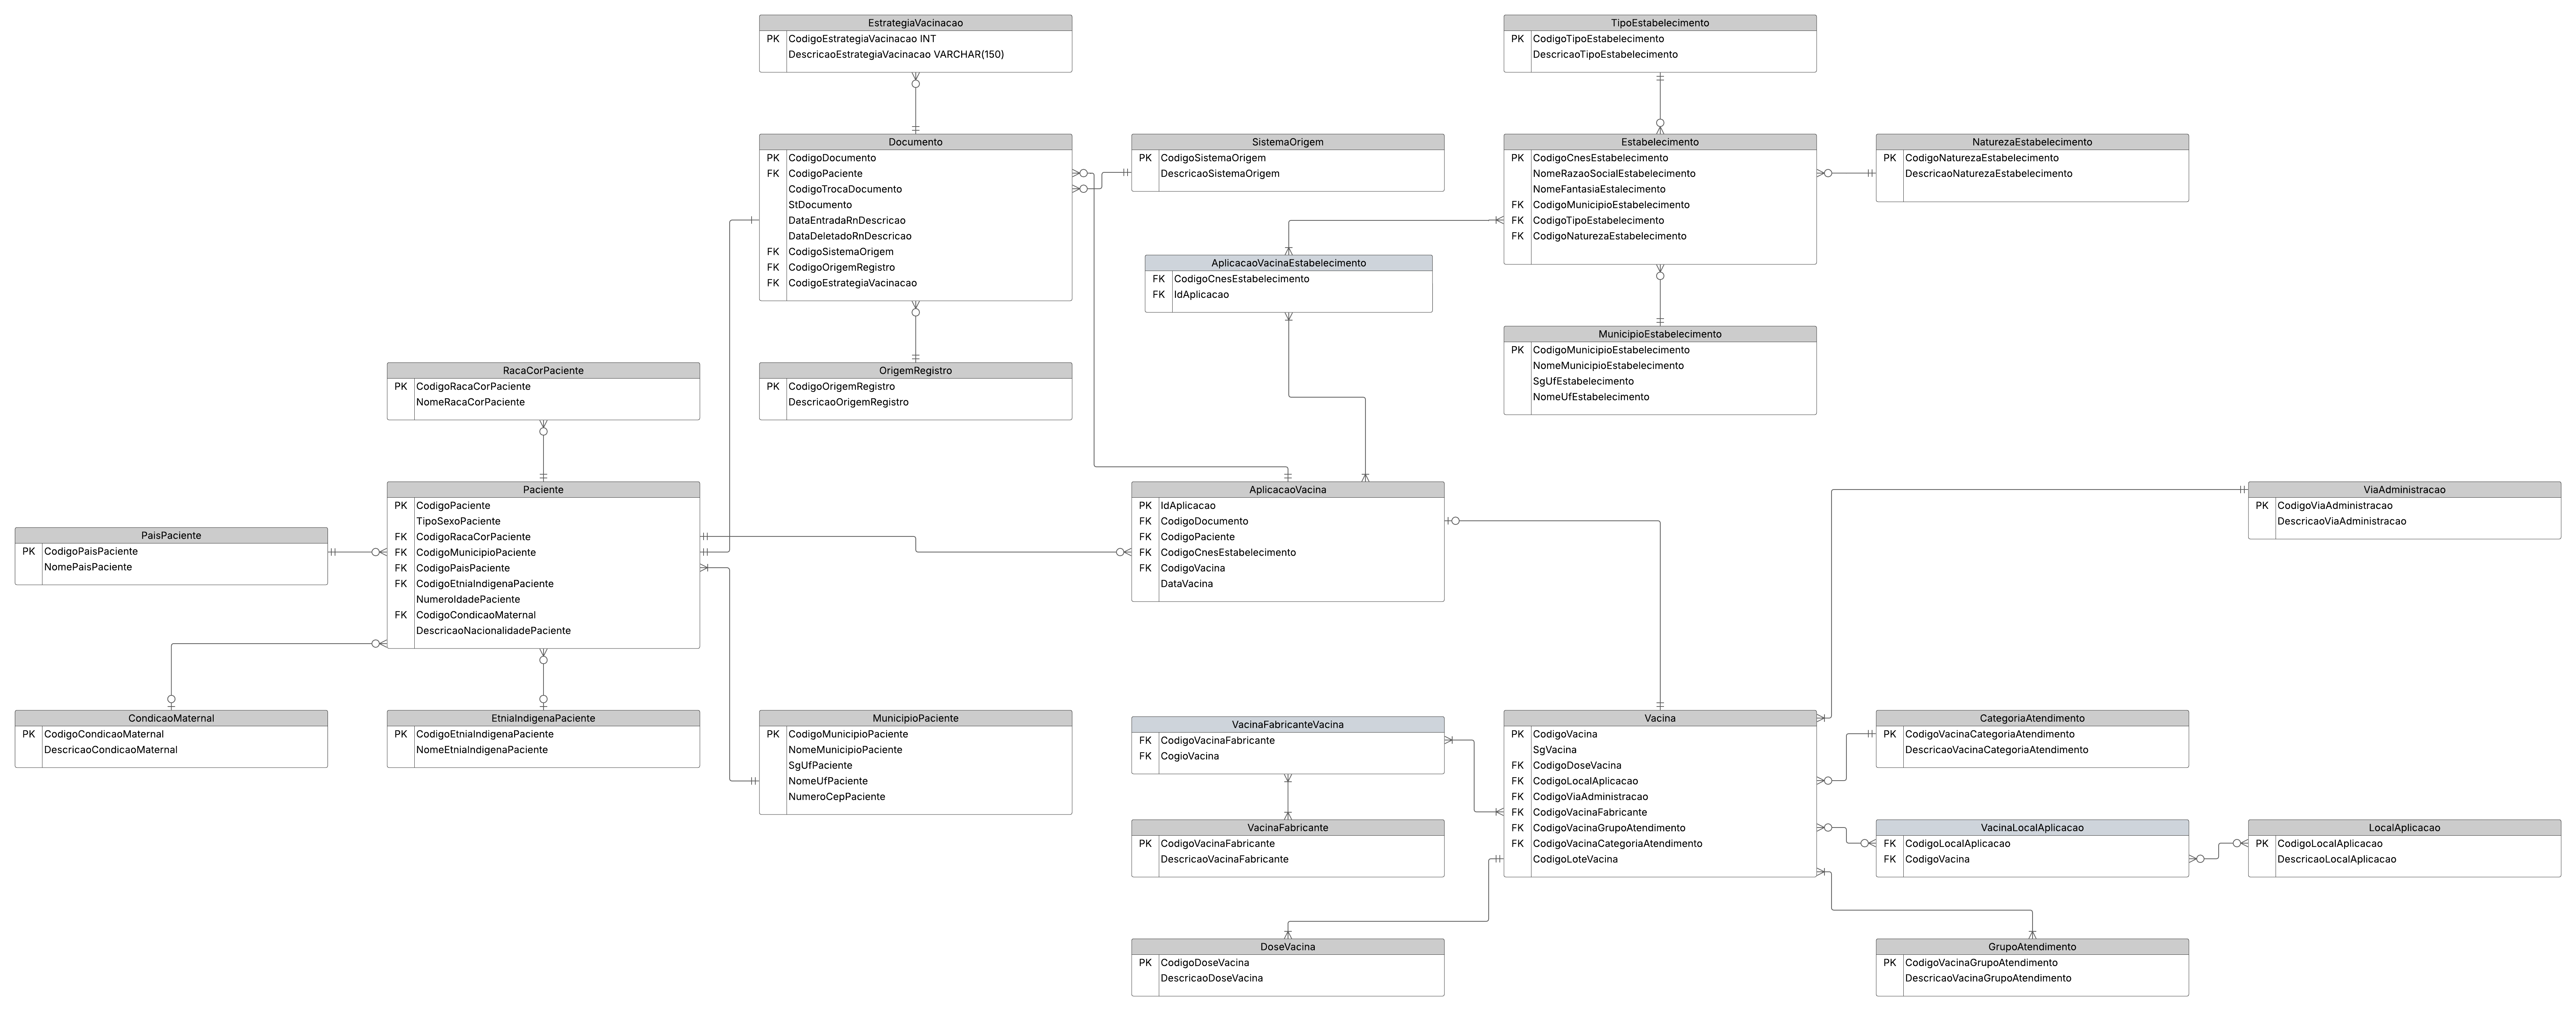 EstrategiaVacinacao
PK CodigoEstrategiaVacinacao INT
DescricaoEstrategiaVacinacao VARCHAR(150)
TipoEstabelecimento
PK CodigoTipoEstabelecimento
DescricaoTipoEstabelecimento
Documento
PK CodigoDocumento
FK CodigoPaciente
CodigoTrocaDocumento
StDocumento
DataEntradaRnDescricao
DataDeletadoRnDescricao
FK CodigoSistemaOrigem
FK CodigoOrigemRegistro
FK CodigoEstrategiaVacinacao
SistemaOrigem
PK CodigoSistemaOrigem
DescricaoSistemaOrigem
Estabelecimento
PK CodigoCnesEstabelecimento
NomeRazaoSocialEstabelecimento
NomeFantasiaEstalecimento
FK CodigoMunicipioEstabelecimento
FK CodigoTipoEstabelecimento
FK CodigoNaturezaEstabelecimento
NaturezaEstabelecimento
PK CodigoNaturezaEstabelecimento
DescricaoNaturezaEstabelecimento
AplicacaoVacinaEstabelecimento
FK CodigoCnesEstabelecimento
FK IdAplicacao
MunicipioEstabelecimento
PK CodigoMunicipioEstabelecimento
NomeMunicipioEstabelecimento
SgUfEstabelecimento
NomeUfEstabelecimento
RacaCorPaciente
PK CodigoRacaCorPaciente
NomeRacaCorPaciente
OrigemRegistro
PK CodigoOrigemRegistro
DescricaoOrigemRegistro
Paciente
PK CodigoPaciente
TipoSexoPaciente
FK CodigoRacaCorPaciente
FK CodigoMunicipioPaciente
FK CodigoPaisPaciente
FK CodigoEtniaIndigenaPaciente
NumeroIdadePaciente
FK CodigoCondicaoMaternal
DescricaoNacionalidadePaciente
AplicacaoVacina
PK IdAplicacao
FK CodigoDocumento
FK CodigoPaciente
FK CodigoCnesEstabelecimento
FK CodigoVacina
DataVacina
ViaAdministracao
PK CodigoViaAdministracao
DescricaoViaAdministracao
PaisPaciente
PK CodigoPaisPaciente
NomePaisPaciente
CondicaoMaternal
PK CodigoCondicaoMaternal
DescricaoCondicaoMaternal
EtniaIndigenaPaciente
PK CodigoEtniaIndigenaPaciente
NomeEtniaIndigenaPaciente
MunicipioPaciente
PK CodigoMunicipioPaciente
NomeMunicipioPaciente
SgUfPaciente
NomeUfPaciente
NumeroCepPaciente
VacinaFabricanteVacina
FK CodigoVacinaFabricante
FK CogioVacina
Vacina
PK CodigoVacina
SgVacina
FK CodigoDoseVacina
FK CodigoLocalAplicacao
FK CodigoViaAdministracao
FK CodigoVacinaFabricante
FK CodigoVacinaGrupoAtendimento
FK CodigoVacinaCategoriaAtendimento
CodigoLoteVacina
CategoriaAtendimento
PK CodigoVacinaCategoriaAtendimento
DescricaoVacinaCategoriaAtendimento
VacinaFabricante
PK CodigoVacinaFabricante
DescricaoVacinaFabricante
VacinaLocalAplicacao
FK CodigoLocalAplicacao
FK CodigoVacina
LocalAplicacao
PK CodigoLocalAplicacao
DescricaoLocalAplicacao
DoseVacina
PK CodigoDoseVacina
DescricaoDoseVacina
GrupoAtendimento
PK CodigoVacinaGrupoAtendimento
DescricaoVacinaGrupoAtendimento